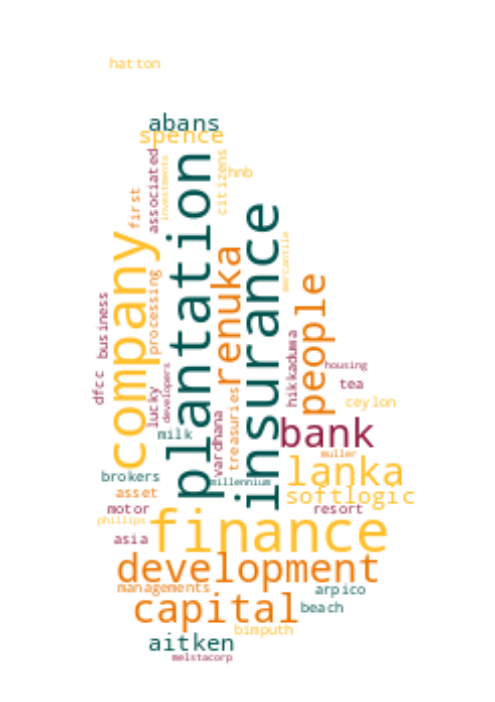 hatton
abans
spence
associated
investments
citizens
hnb
first
plantation
company
processing
renuka
insurance
mercantile
people
business
dfcc
lucky
developers
hikkaduwa
housing
tea
ceylon
milk
vardhana
treasuries
bank
muller
brokers
millennium
lanka
asset
softlogic
motor
resort
phillips
finance
asia
development
managements
arpico
capital
beach
bimputh
aitken
melstacorp